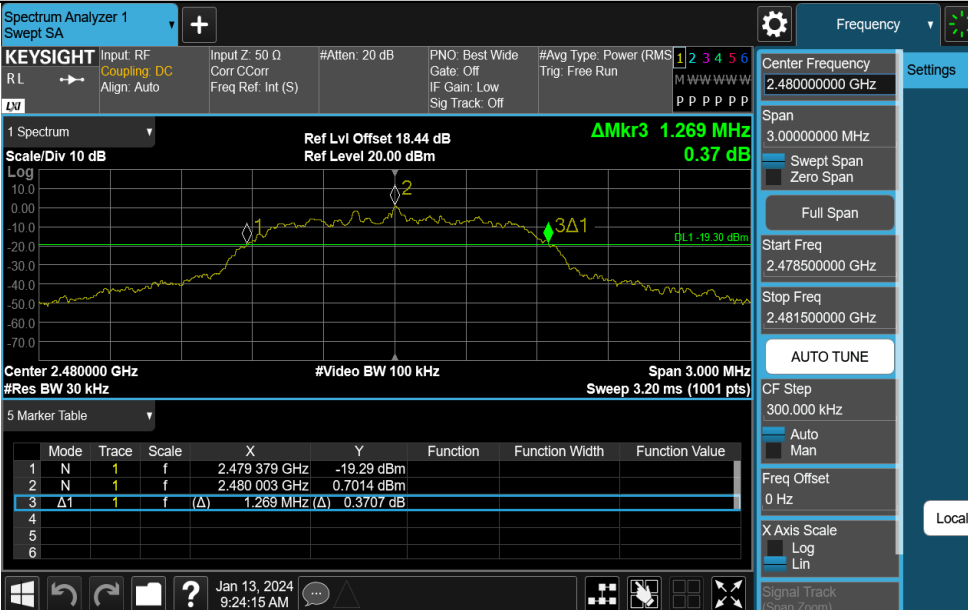 Spectrum Analyzer 1
Swept SA
+
Frequency
KEYSIGHT
R L
LXI
Input: RF
Coupling: DC
Align: Auto
Input Z: 50 Ω
Corr CCorr
Freq Ref: Int (S)
#Atten: 20 dB
PNO: Best Wide
Gate: Off
IF Gain: Low
Sig Track: Off
#Avg Type: Power (RMS
Trig: Free Run
1 2 3 4 5 6
M W W W W W
P P P P P P
1 Spectrum
Scale/Div 10 dB
Ref Lvl Offset 18.44 dB
Ref Level 20.00 dBm
ΔMkr3 1.269 MHz
0.37 dB
Log
10.0
0.00
-10.0
-20.0
-30.0
-40.0
-50.0
-60.0
-70.0
1
2
3Δ1
DL1 -19.30 dBm
Center 2.480000 GHz
#Video BW 100 kHz
Span 3.000 MHz
#Res BW 30 kHz
Sweep 3.20 ms (1001 pts)
5 Marker Table
Mode Trace Scale X Y Function Function Width Function Value
1 N 1 f 2.479 379 GHz -19.29 dBm
2 N 1 f 2.480 003 GHz 0.7014 dBm
3 Δ1 1 f (Δ) 1.269 MHz (Δ) 0.3707 dB
4
5
6
Jan 13, 2024
9:24:15 AM
?
Center Frequency
2.480000000 GHz
Settings
Span
3.00000000 MHz
Swept Span
Zero Span
Full Span
Start Freq
2.478500000 GHz
Stop Freq
2.481500000 GHz
AUTO TUNE
CF Step
300.000 kHz
Auto
Man
Freq Offset
0 Hz
Local
X Axis Scale
Log
Lin
Signal Track
(Span Zoom)